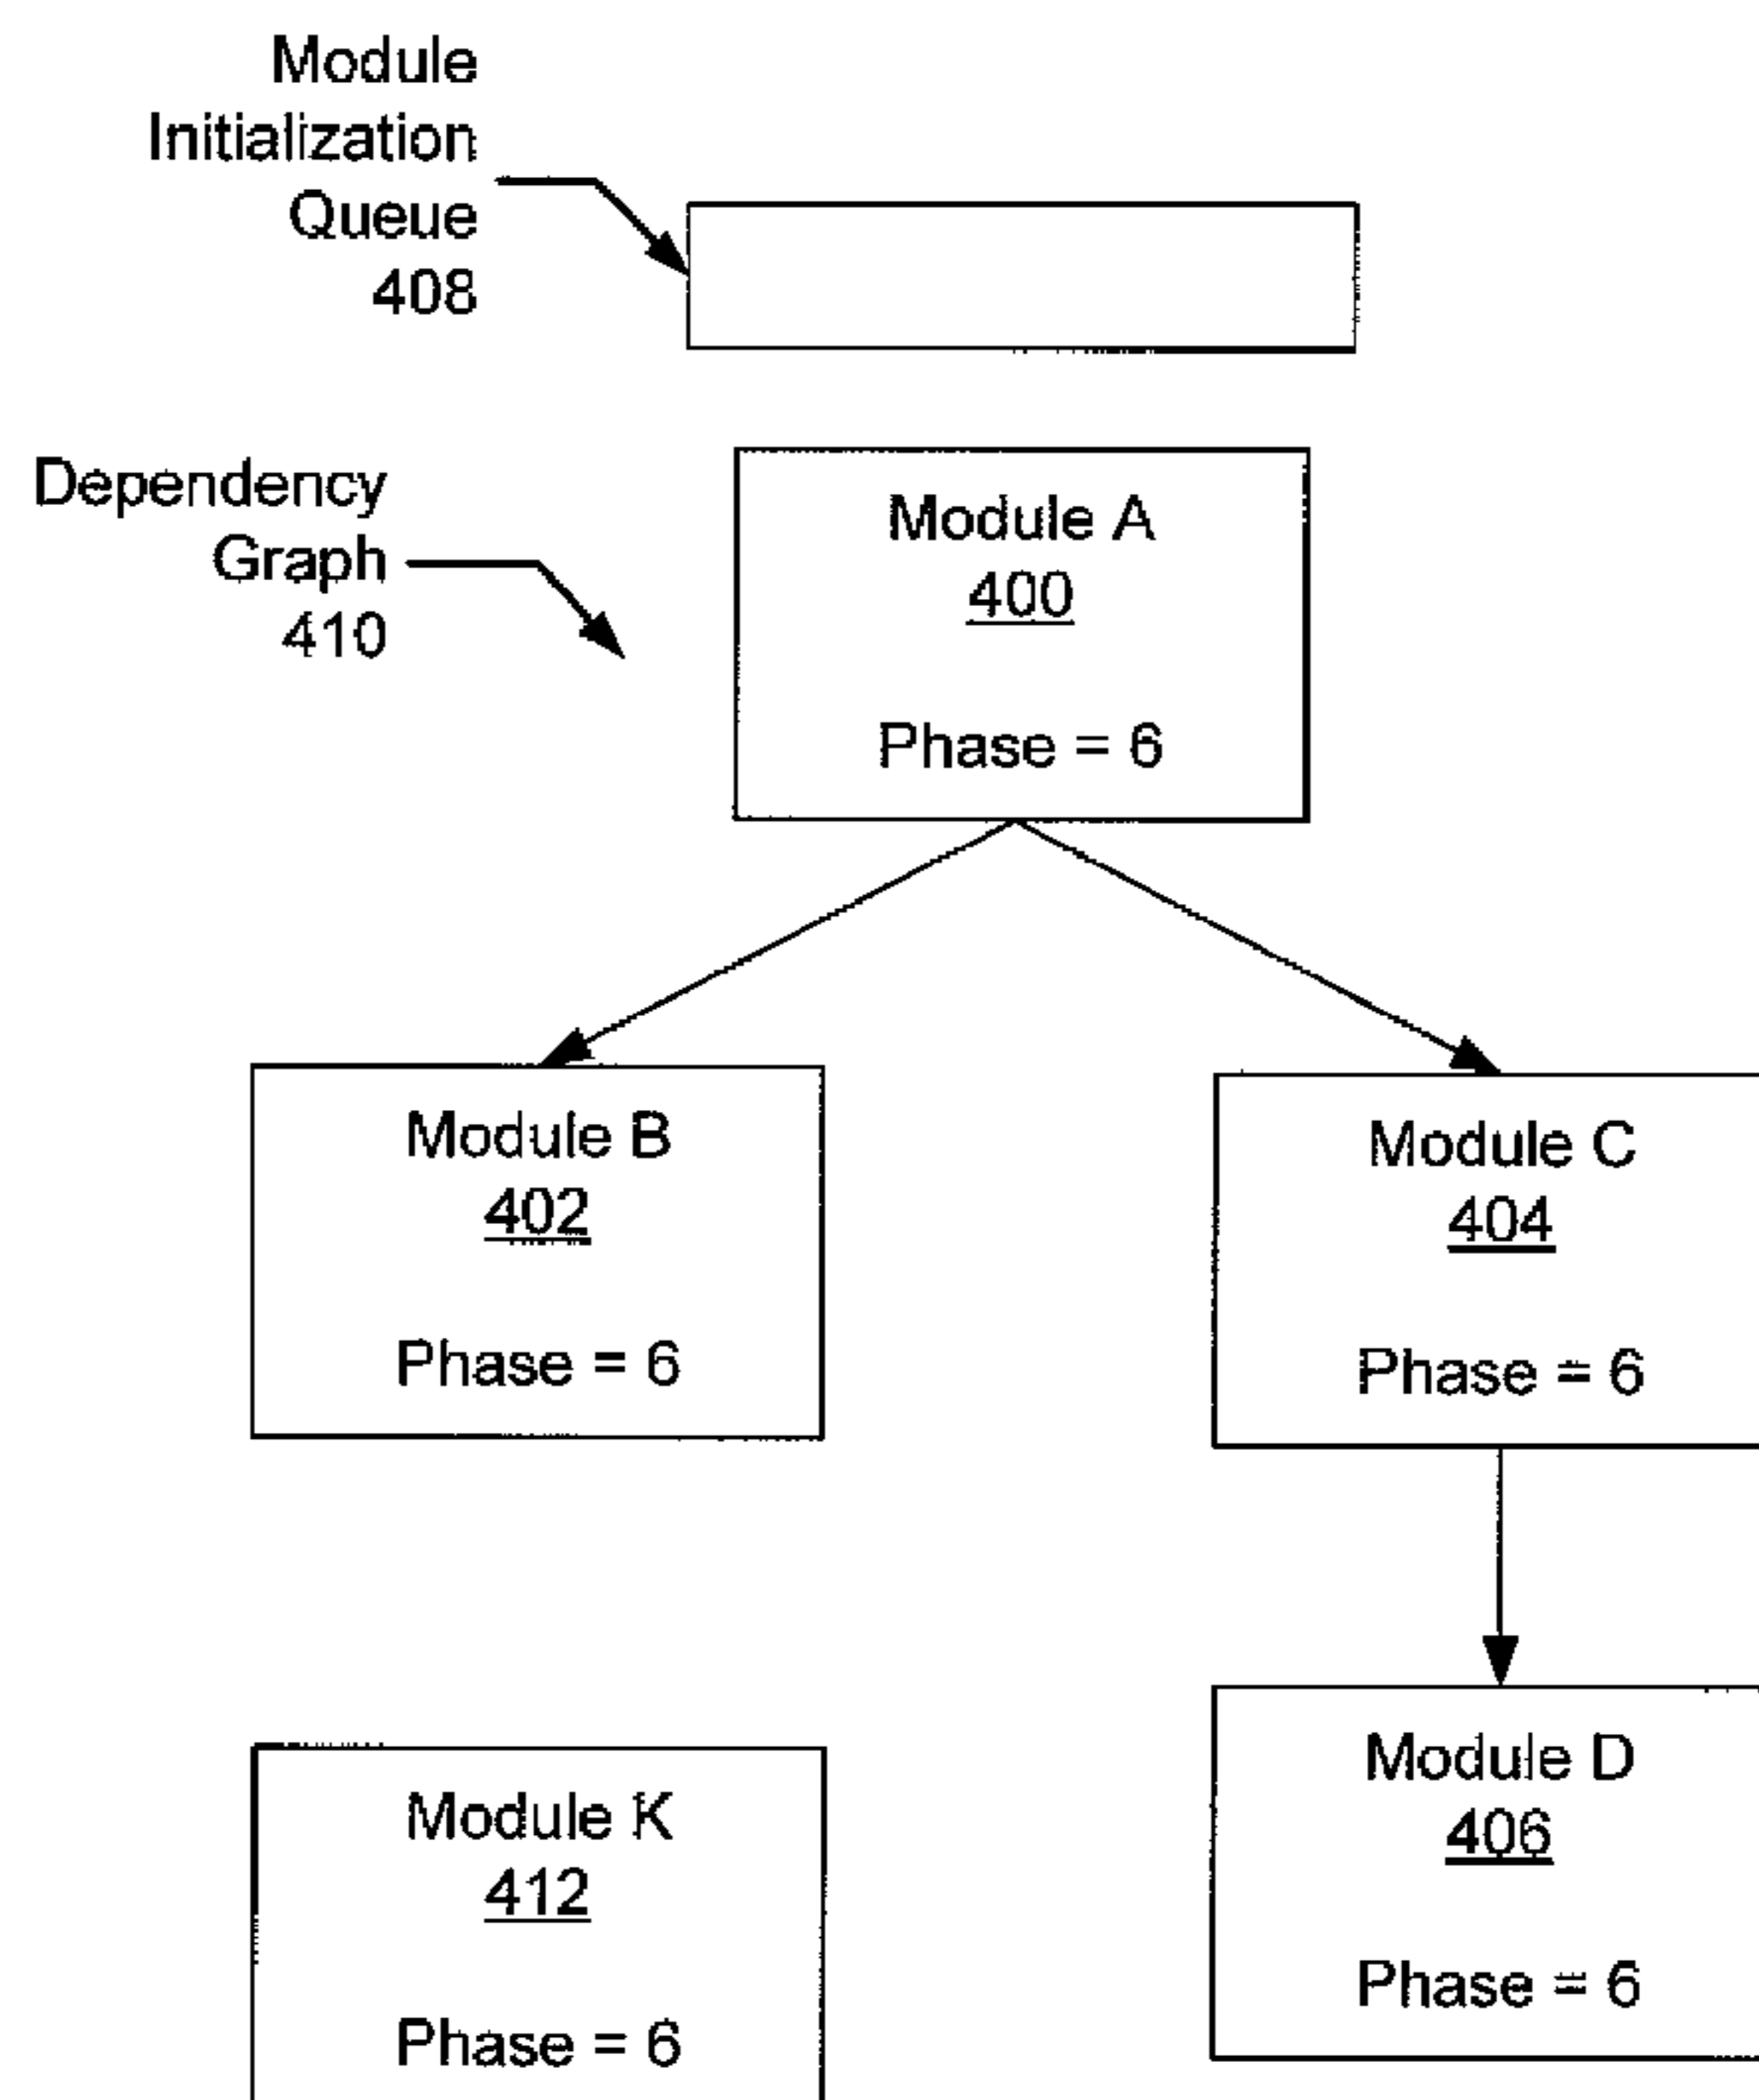 Module
Initialization
Queue
408
Dependency
Graph
410
Module A
400
Phase = 6
Module B
402
Phase = 6
Module C
404
Phase = 6
Module K
412
Phase = 6
Module D
406
Phase = 6